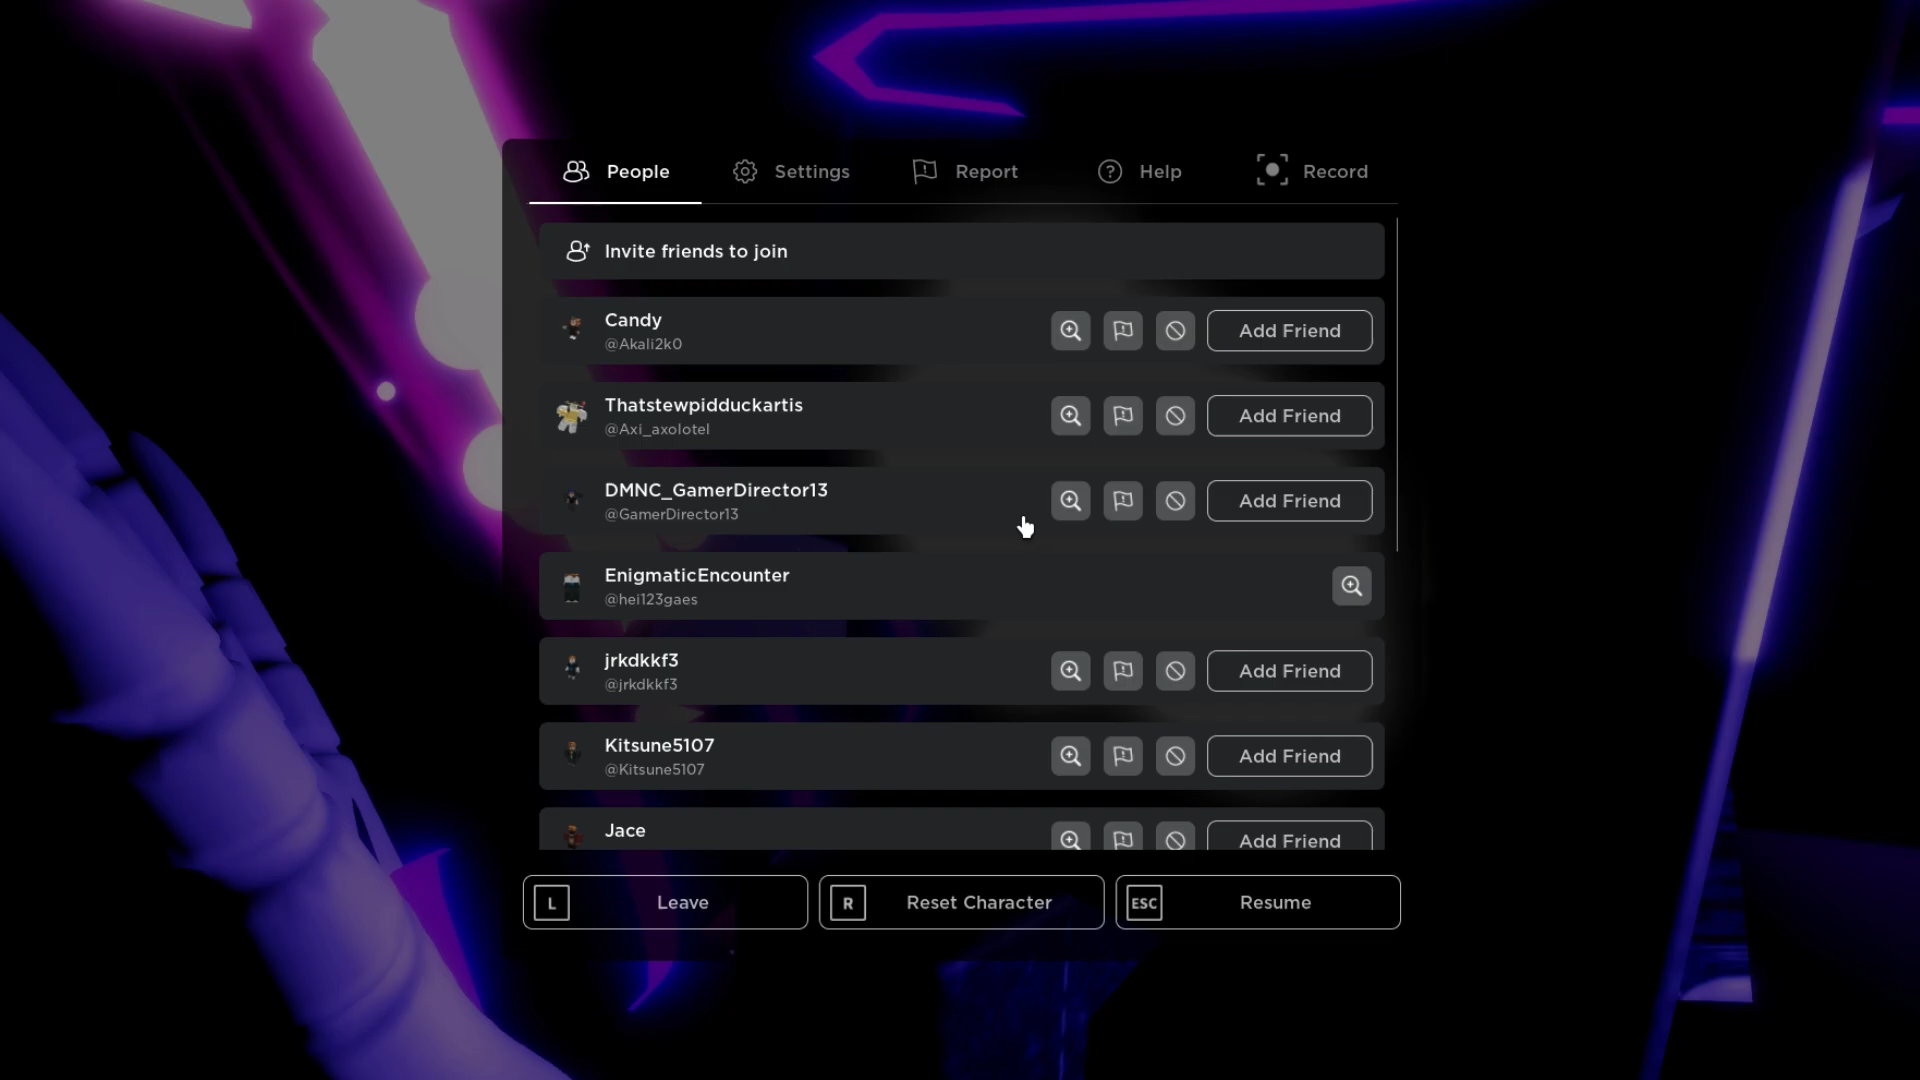 People
Settings
Report
Help
Record
Invite friends to join
Candy
@Akali2k0
Add Friend
Thatstewpidduckartis
@Axi_axolotel
Add Friend
DMNC_GamerDirector13
@GamerDirector13
Add Friend
EnigmaticEncounter
@hei123gaes
jrkdkkf3
@jrkdkkf3
Add Friend
Kitsune5107
@Kitsune5107
Add Friend
Jace
Add Friend
L Leave
R Reset Character
ESC Resume